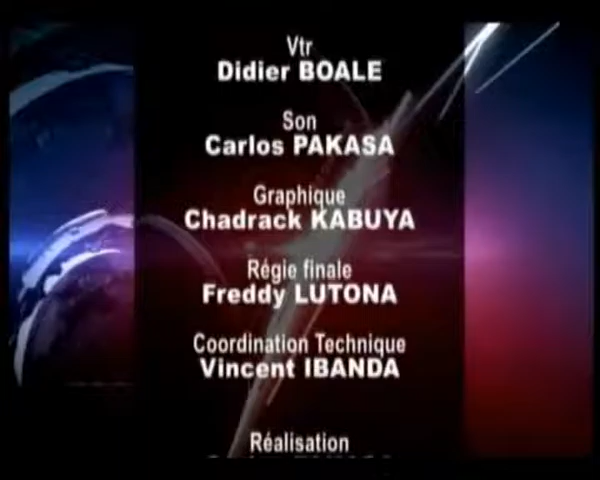 Vtr
Didier BOALE
Son
Carlos PAKASA
Graphique
Chadrack KABUYA
Régie finale
Freddy LUTONA
Coordination Technique
Vincent IBANDA
Réalisation